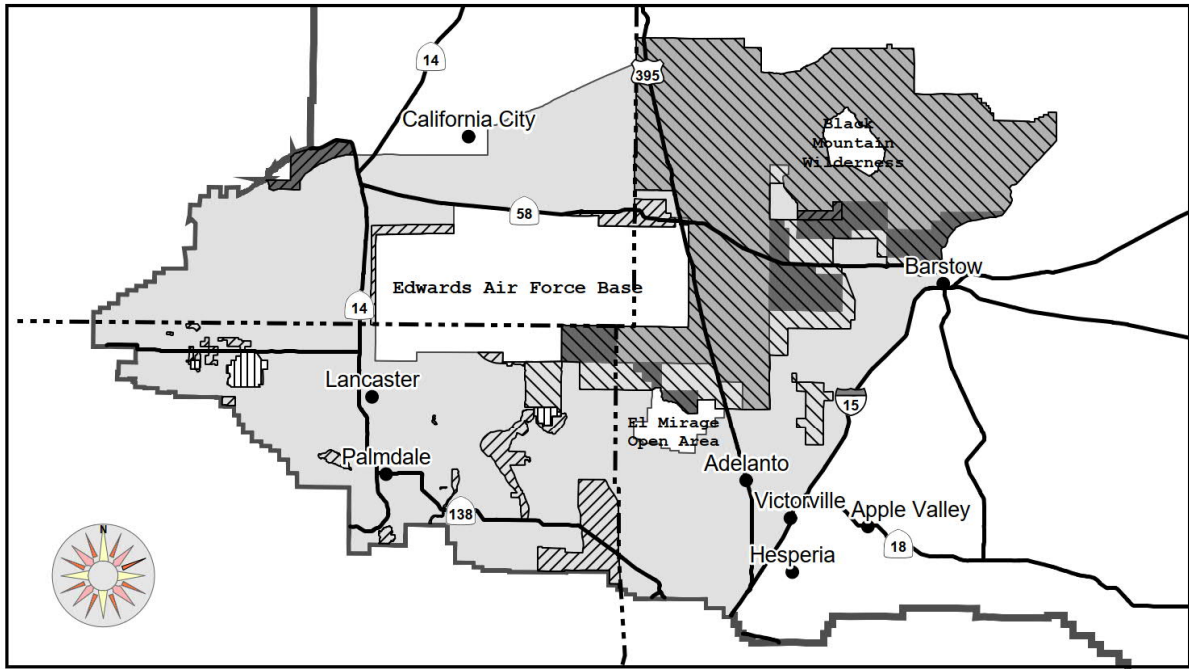 14
395
California City
Black
Mountain
Wilderness
58
Barstow
Edwards Air Force Base
14
Lancaster
15
El Mirage
Open Area
Palmdale
Adelanto
Victorville
Apple Valley
138
18
Hesperia
N